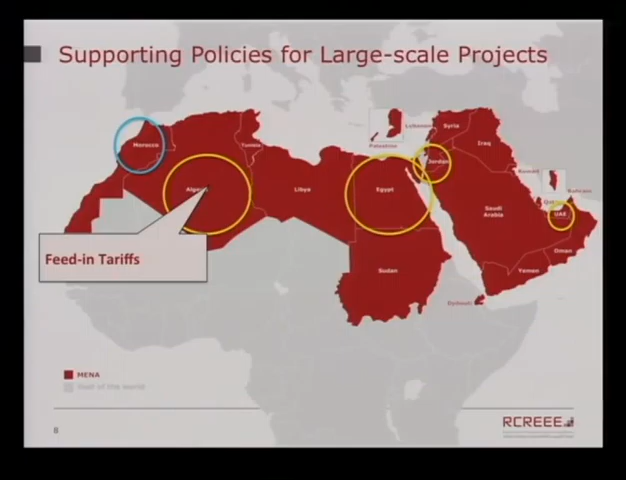 Supporting Policies for Large-scale Projects
Morocco
Algeria
Tunisia
Libya
Egypt
Sudan
Palestine
Lebanon
Syria
Jordan
Iraq
Kuwait
Bahrain
Qatar
UAE
Saudi
Arabia
Oman
Yemen
Djibouti
Feed-in Tariffs
MENA
Rest of the world
RCREEE
8